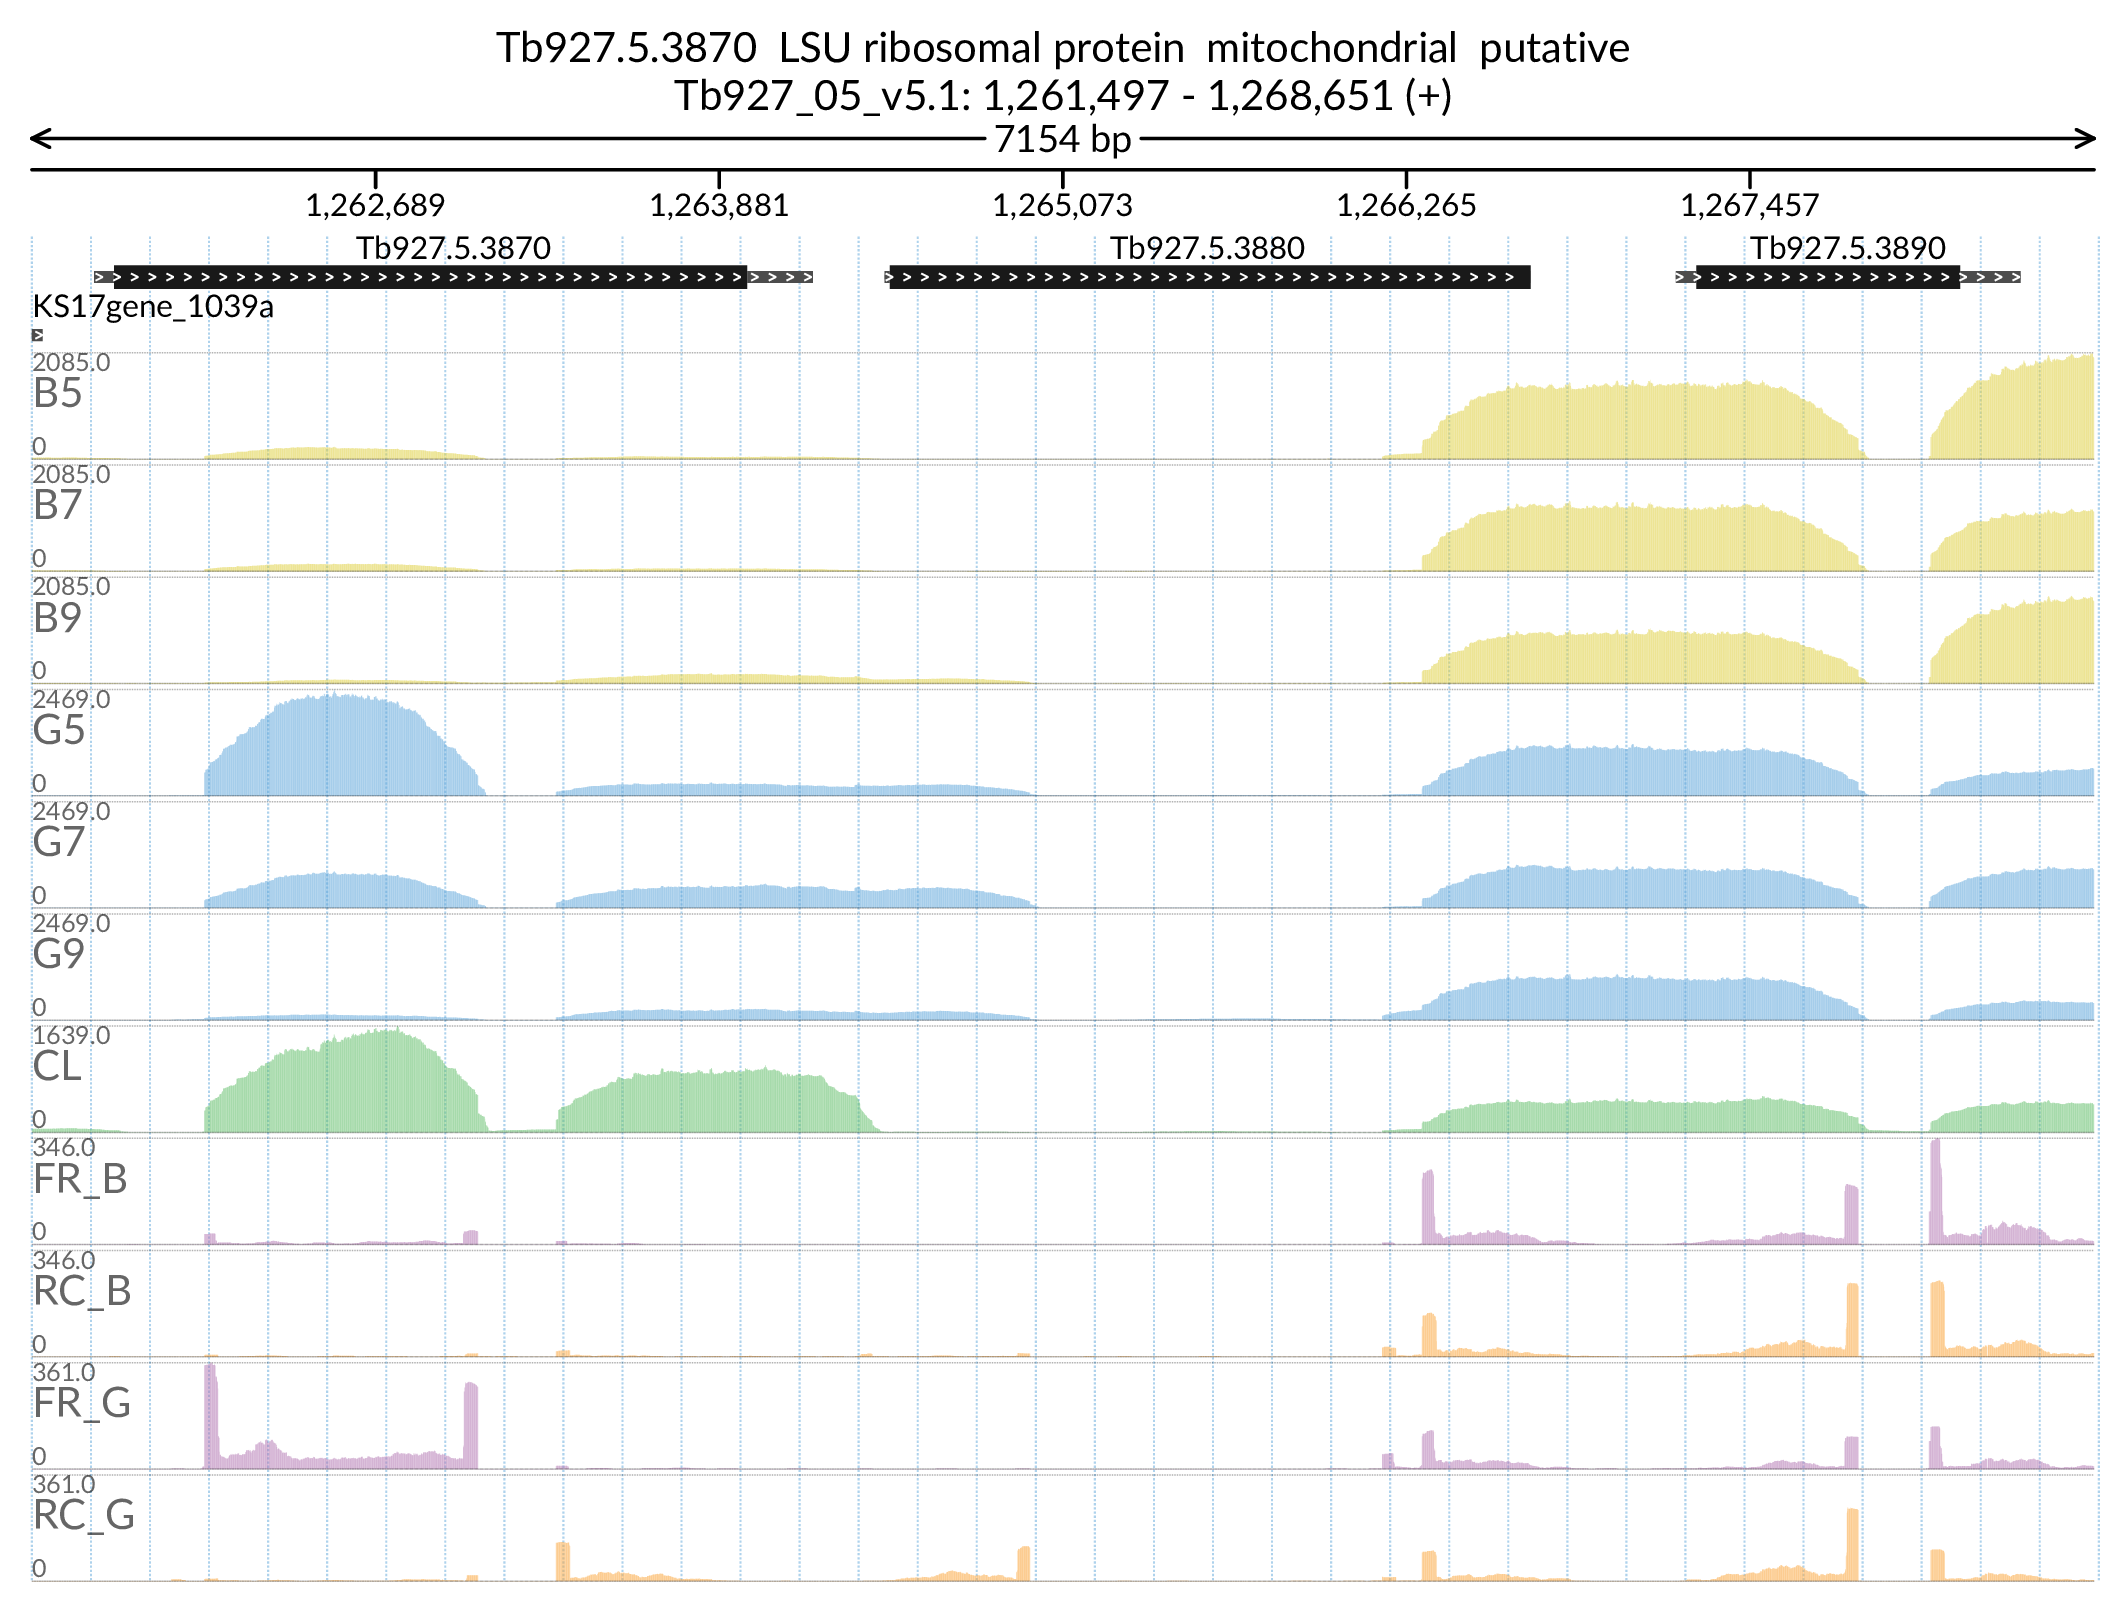 Tb927.5.3870  LSU ribosomal protein  mitochondrial  putative
Tb927_05_v5.1: 1,261,497 - 1,268,651 (+)
7154 bp
1,262,689 1,263,881 1,265,073 1,266,265 1,267,457
Tb927.5.3870 Tb927.5.3880 Tb927.5.3890
KS17gene_1039a
2085.0
B5
0
2085.0
B7
0
2085.0
B9
0
2469.0
G5
0
2469.0
G7
0
2469.0
G9
0
1639.0
CL
0
346.0
FR_B
0
346.0
RC_B
0
361.0
FR_G
0
361.0
RC_G
0